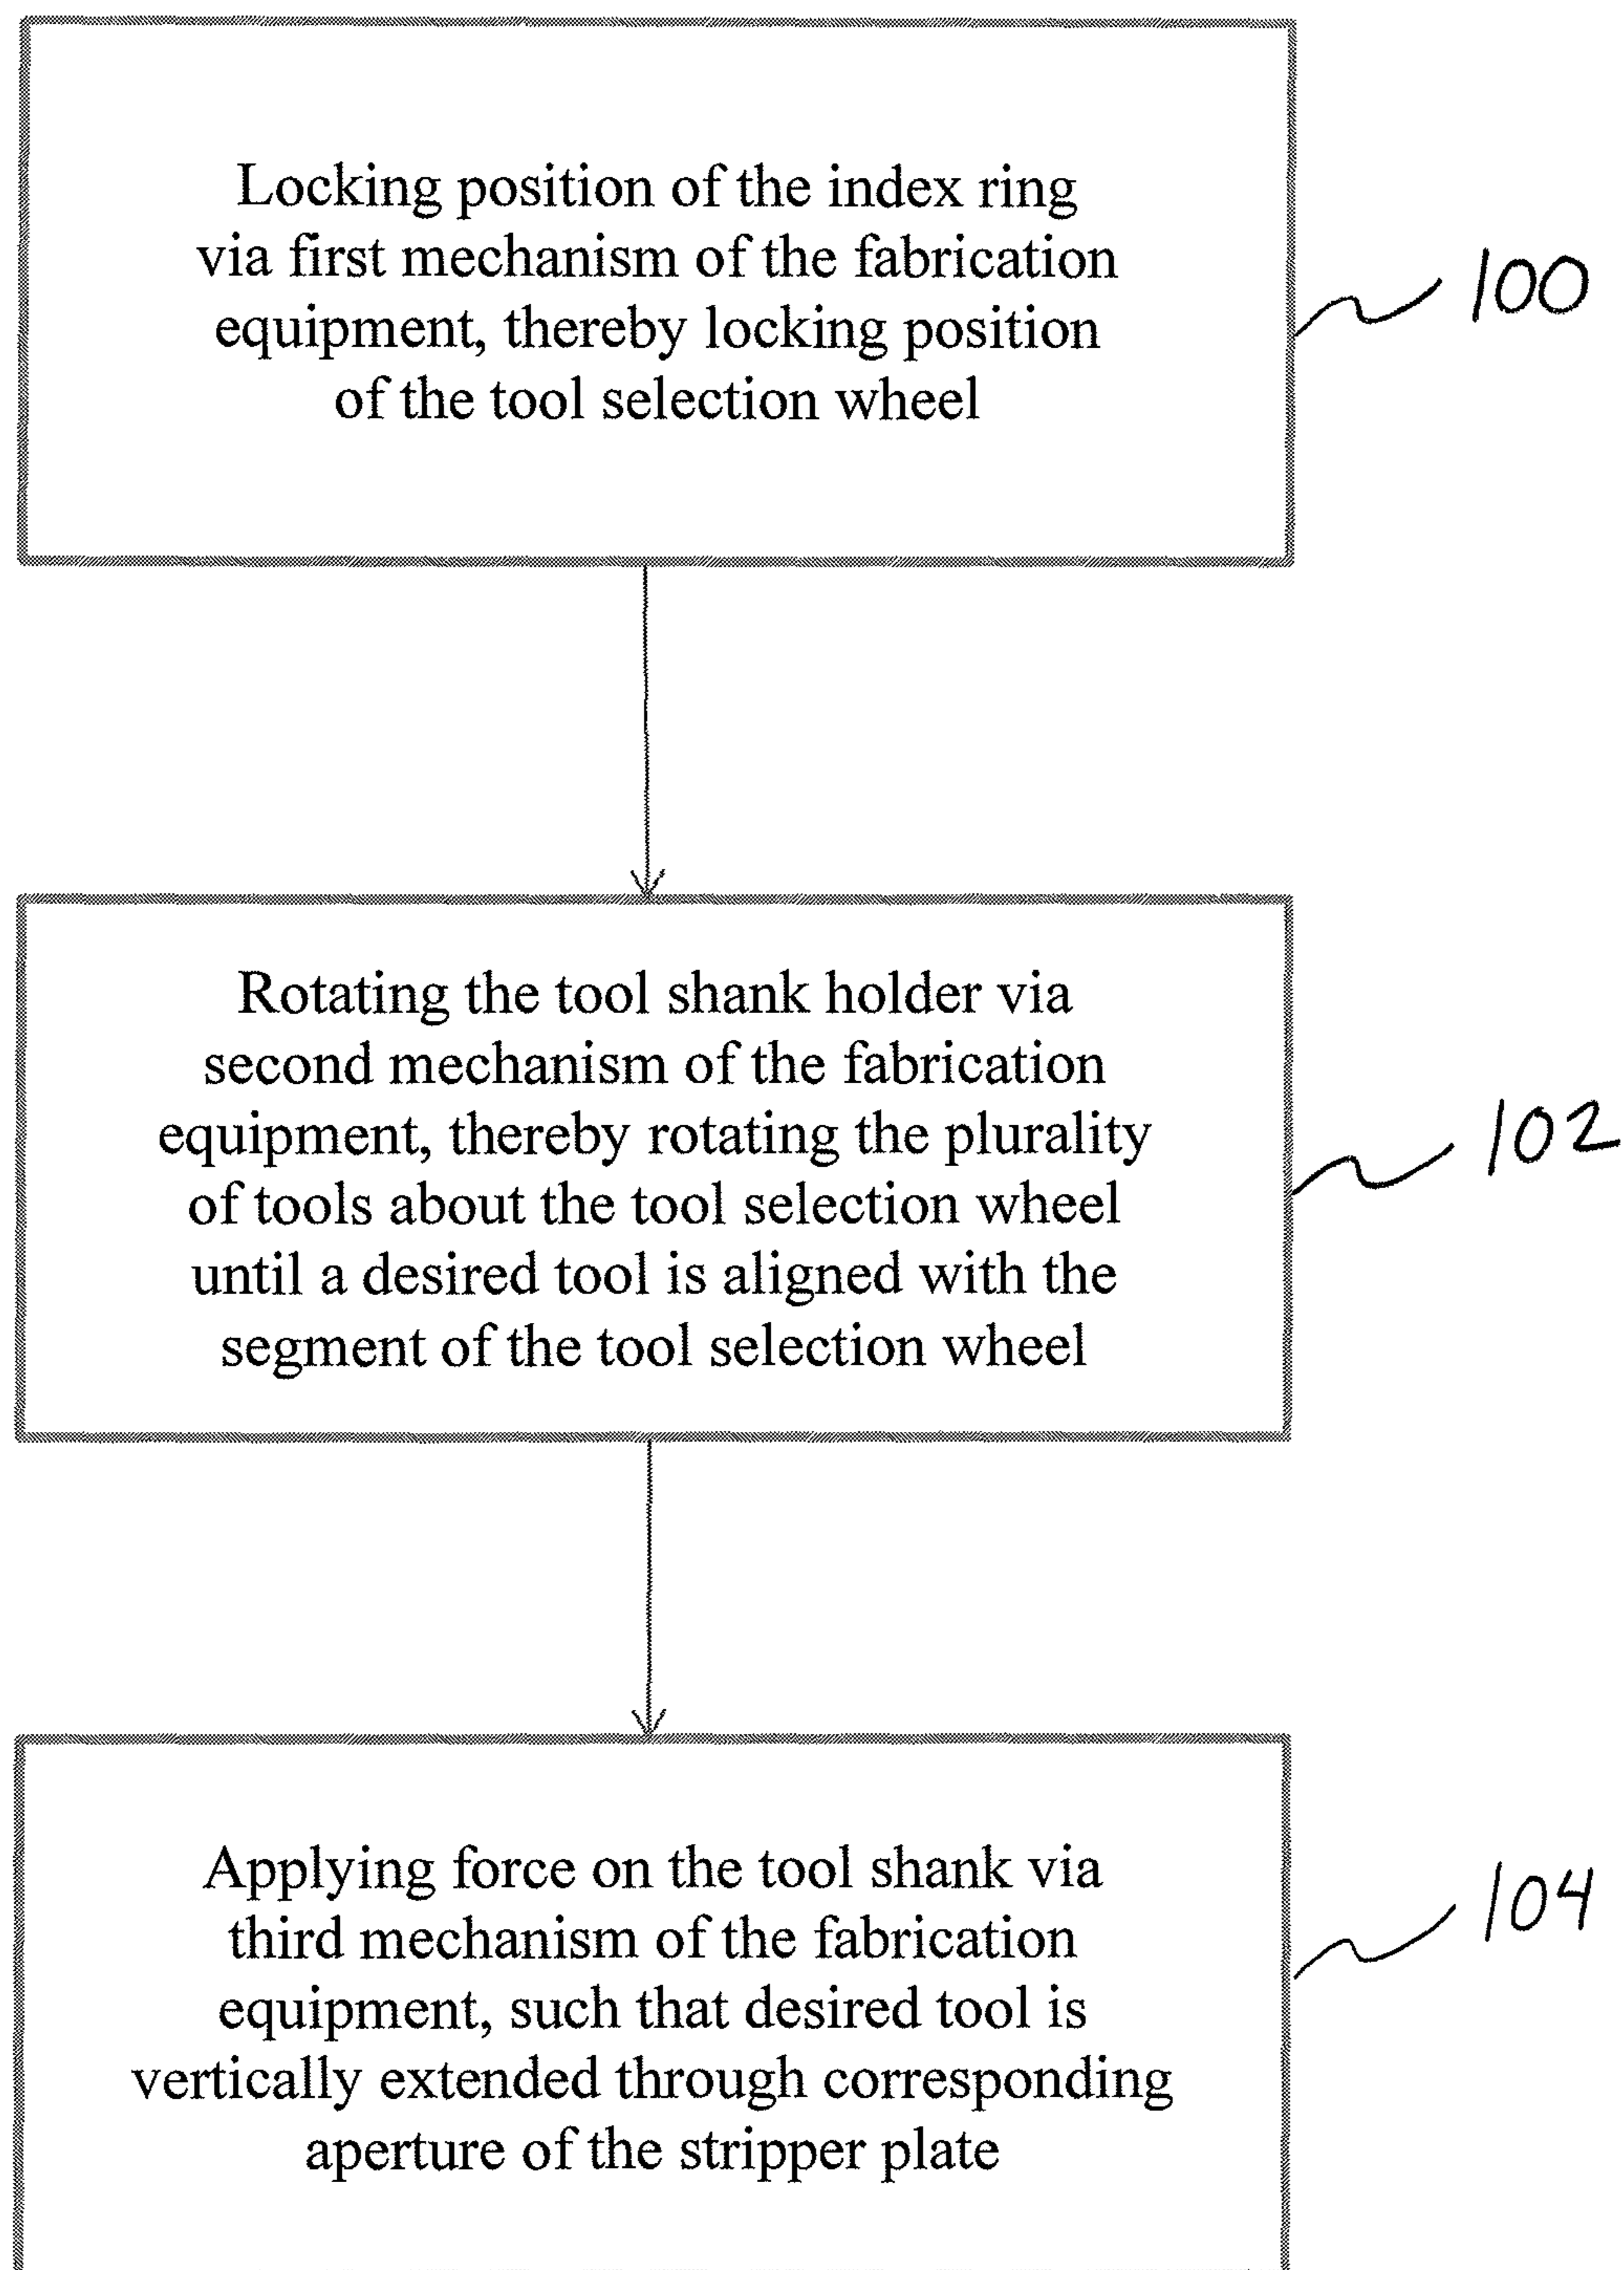 Locking position of the index ring
via first mechanism of the fabrication
equipment, thereby locking position
of the tool selection wheel
100
Rotating the tool shank holder via
second mechanism of the fabrication
equipment, thereby rotating the plurality
of tools about the tool selection wheel
until a desired tool is aligned with the
segment of the tool selection wheel
102
Applying force on the tool shank via
third mechanism of the fabrication
equipment, such that desired tool is
vertically extended through corresponding
aperture of the stripper plate
104